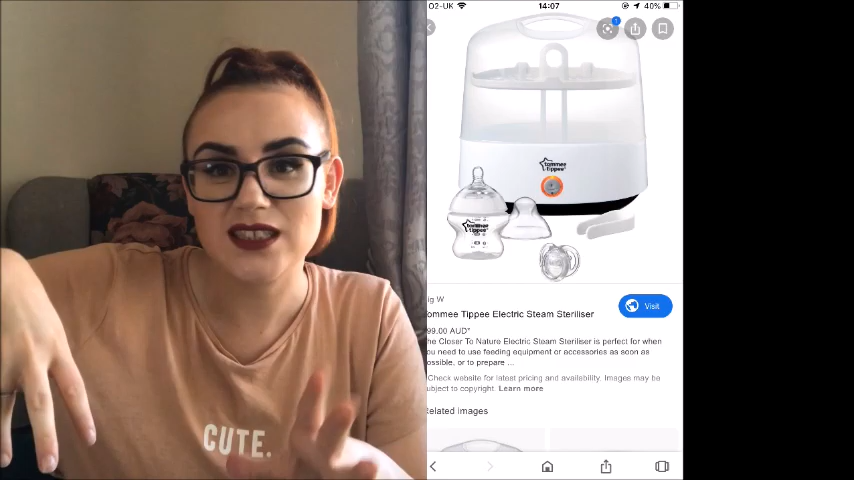 CUTE.
O2-UK 14:07 40%
1
tommee
tippee
tommee
tippee
ig W
ommee Tippee Electric Steam Steriliser
Visit
99.00 AUD*
he Closer To Nature Electric Steam Steriliser is perfect for when
ou need to use feeding equipment or accessories as soon as
ossible, or to prepare ...
Check website for latest pricing and availability. Images may be
ubject to copyright. Learn more
elated images